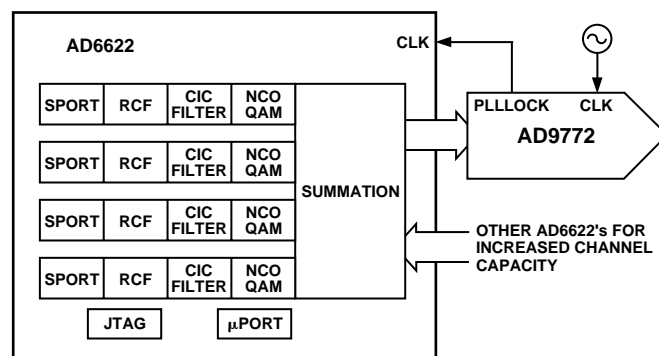 AD6622
CLK
SPORT RCF CIC FILTER NCO QAM
SPORT RCF CIC FILTER NCO QAM
SPORT RCF CIC FILTER NCO QAM
SPORT RCF CIC FILTER NCO QAM
SUMMATION
JTAG
µPORT
PLLLOCK CLK
AD9772
OTHER AD6622's FOR
INCREASED CHANNEL
CAPACITY